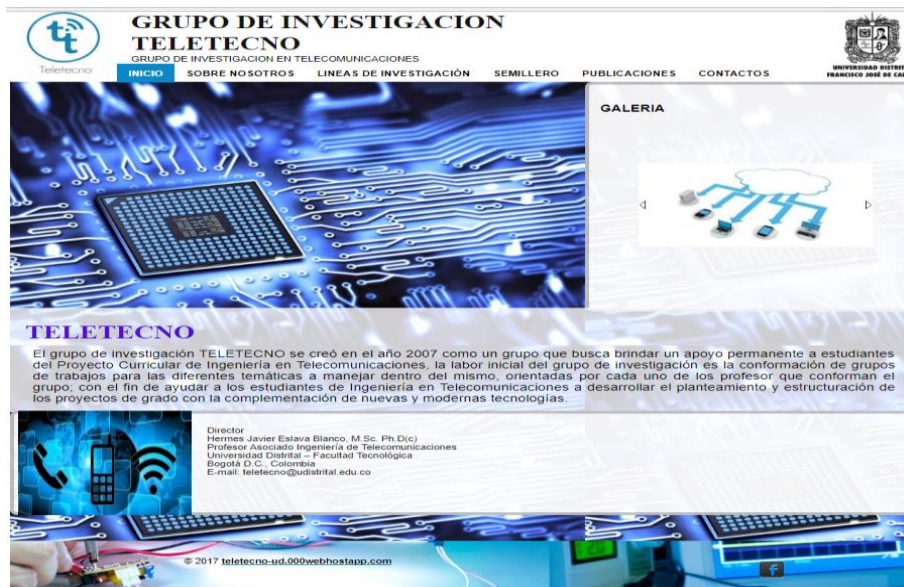 GRUPO DE INVESTIGACION
TELETECNO
GRUPO DE INVESTIGACION EN TELECOMUNICACIONES
tt
Teletecno
UNIVERSIDAD DISTRIT
FRANCISCO JOSÉ DE CAL
INICIO SOBRE NOSOTROS LINEAS DE INVESTIGACIÓN SEMILLERO PUBLICACIONES CONTACTOS
GALERIA
TELETECNO
El grupo de investigación TELETECNO se creó en el año 2007 como un grupo que busca brindar un apoyo permanente a estudiantes
del Proyecto Curricular de Ingeniería en Telecomunicaciones, la labor inicial del grupo de investigación es la conformación de grupos
de trabajos para las diferentes temáticas a manejar dentro del mismo, orientadas por cada uno de los profesor que conforman el
grupo; con el fin de ayudar a los estudiantes de Ingeniería en Telecomunicaciones a desarrollar el planteamiento y estructuración de
los proyectos de grado con la complementación de nuevas y modernas tecnologías.
Director
Hermes Javier Eslava Blanco, M.Sc. Ph.D(c)
Profesor Asociado Ingeniería de Telecomunicaciones
Universidad Distrital – Facultad Tecnológica
Bogotá D.C., Colombia
E-mail: teletecno@udistrital.edu.co
© 2017 teletecno-ud.000webhostapp.com
f